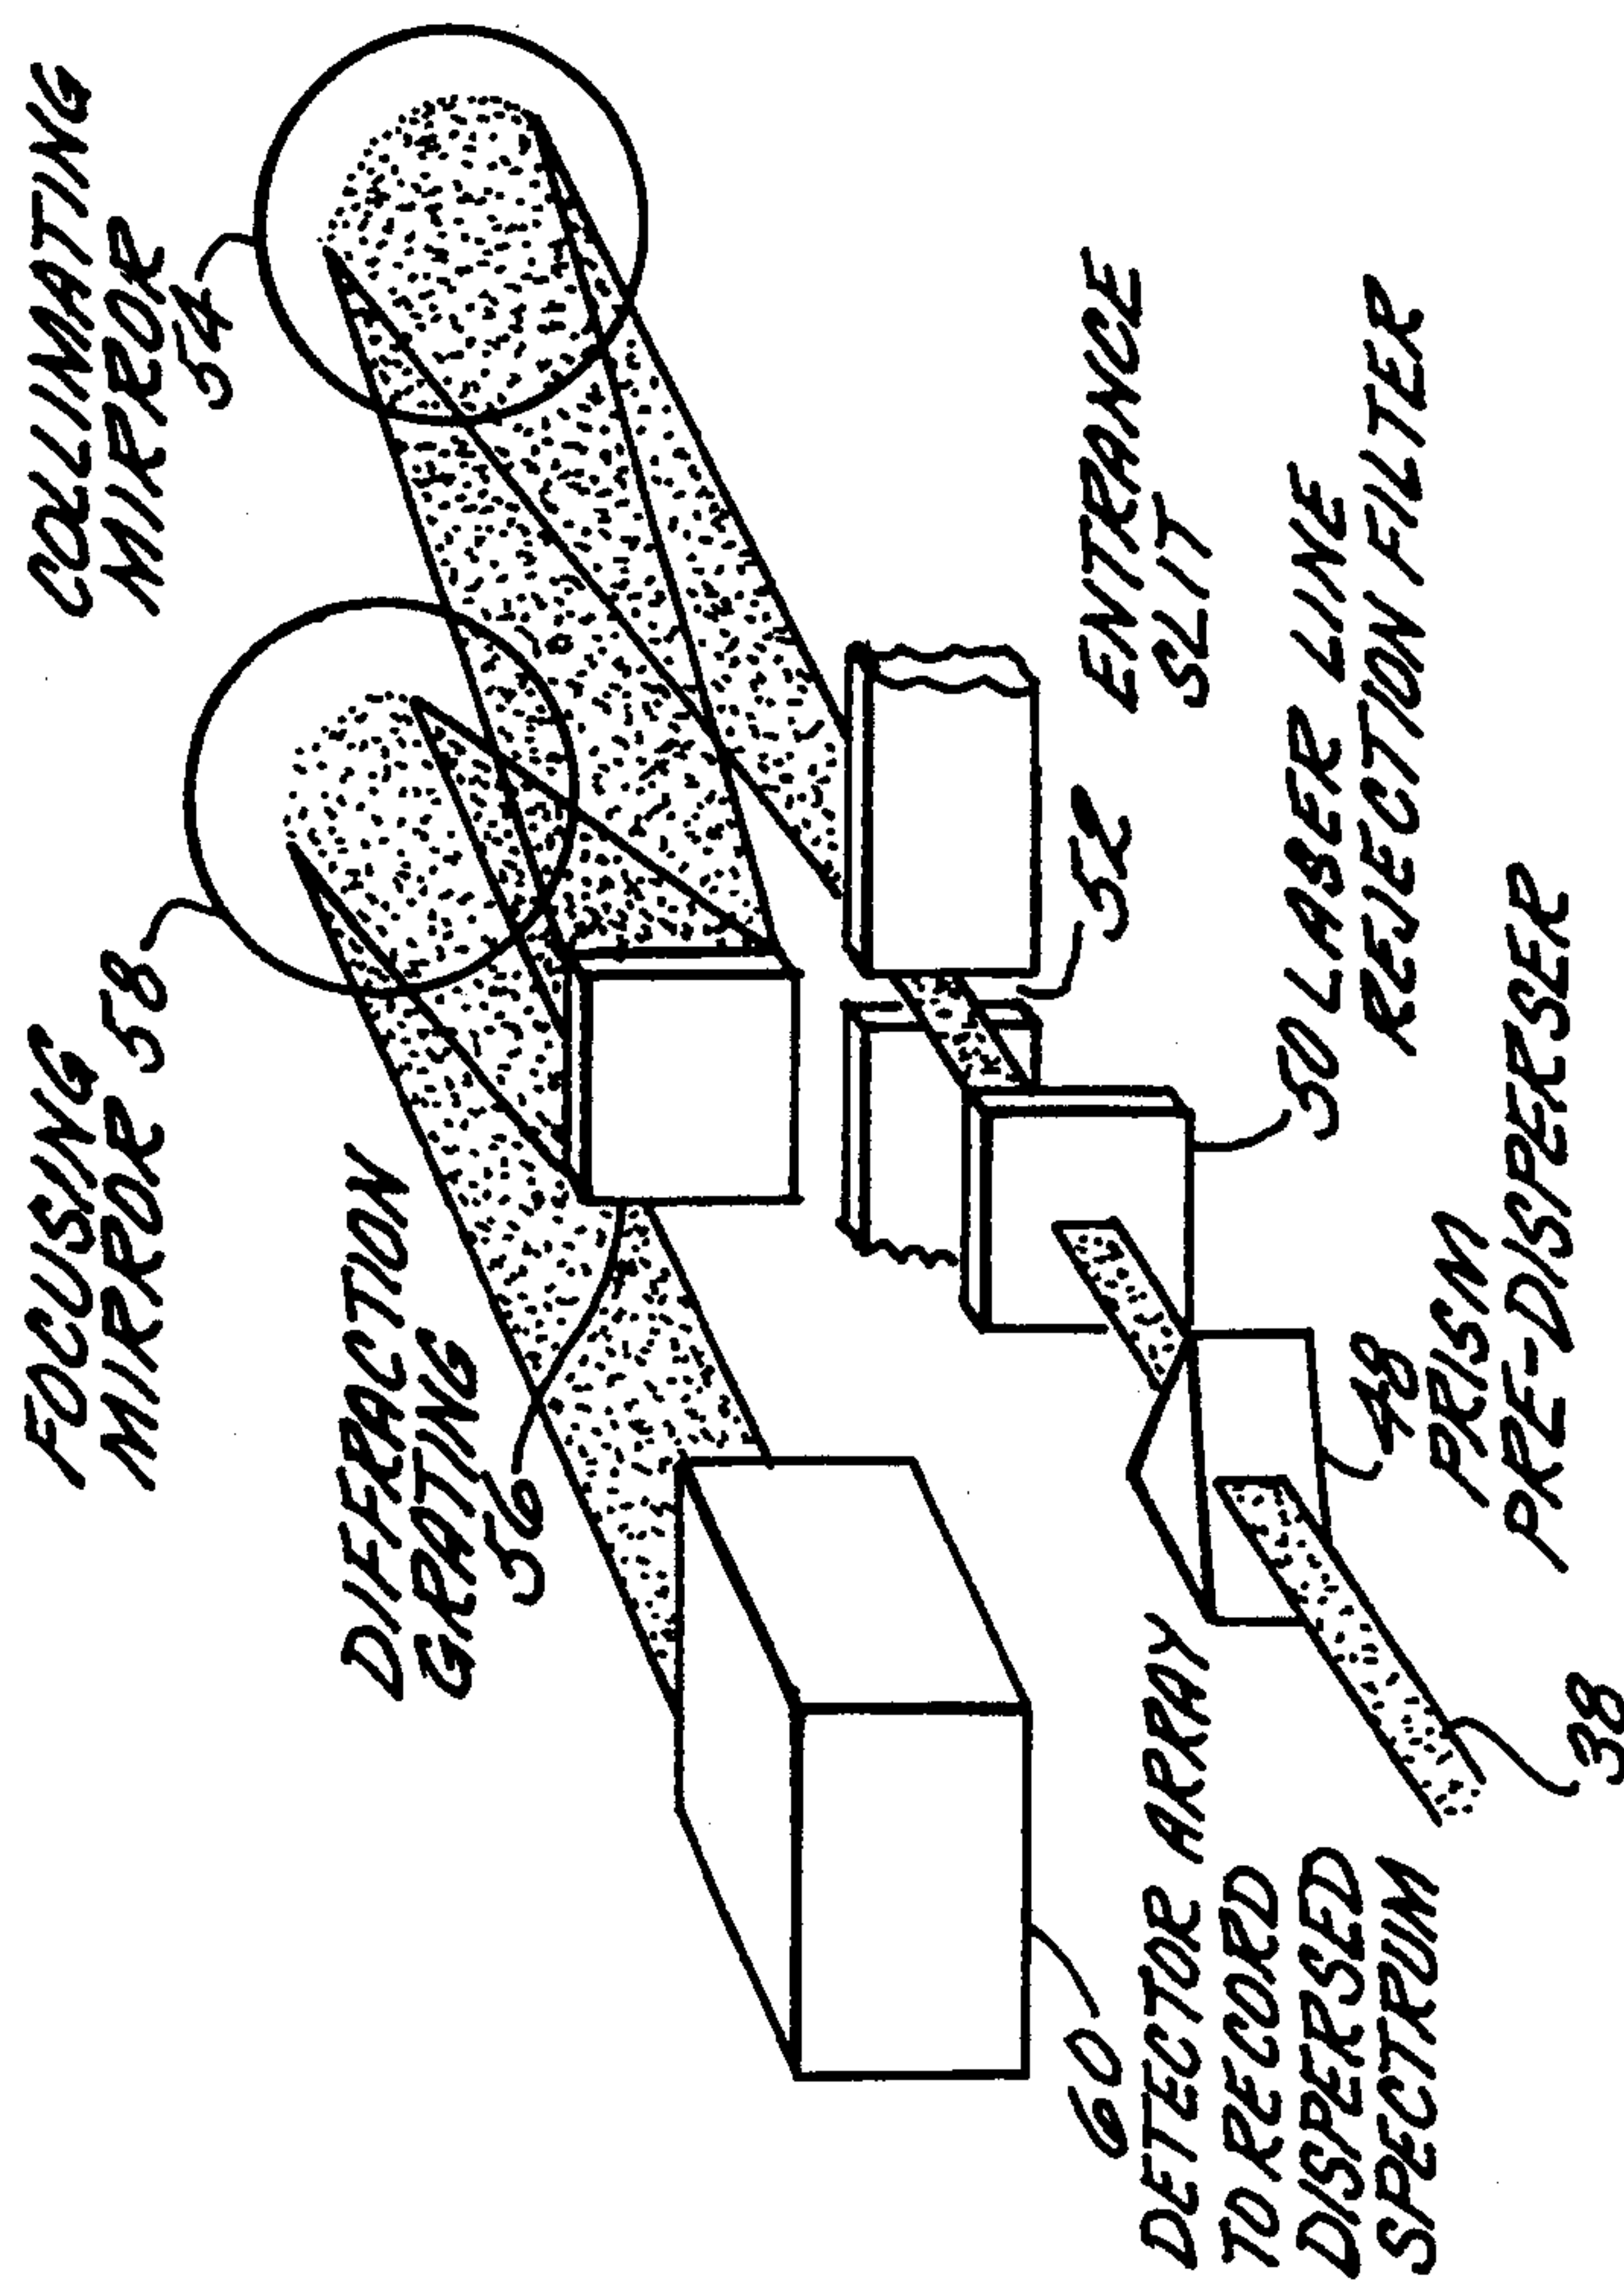 FOCUSING
MIRROR 58
COLLIMATING
MIRROR
54
DIFFRACTION
GRATING
56
ENTRANCE
SLIT
52
50 LASER LINE
REJECTION FILTER
60
DETECTOR ARRAY
TO RECORD
DISPERSED
SPECTRUM
48
PRISM
PRE-DISPERSER
38